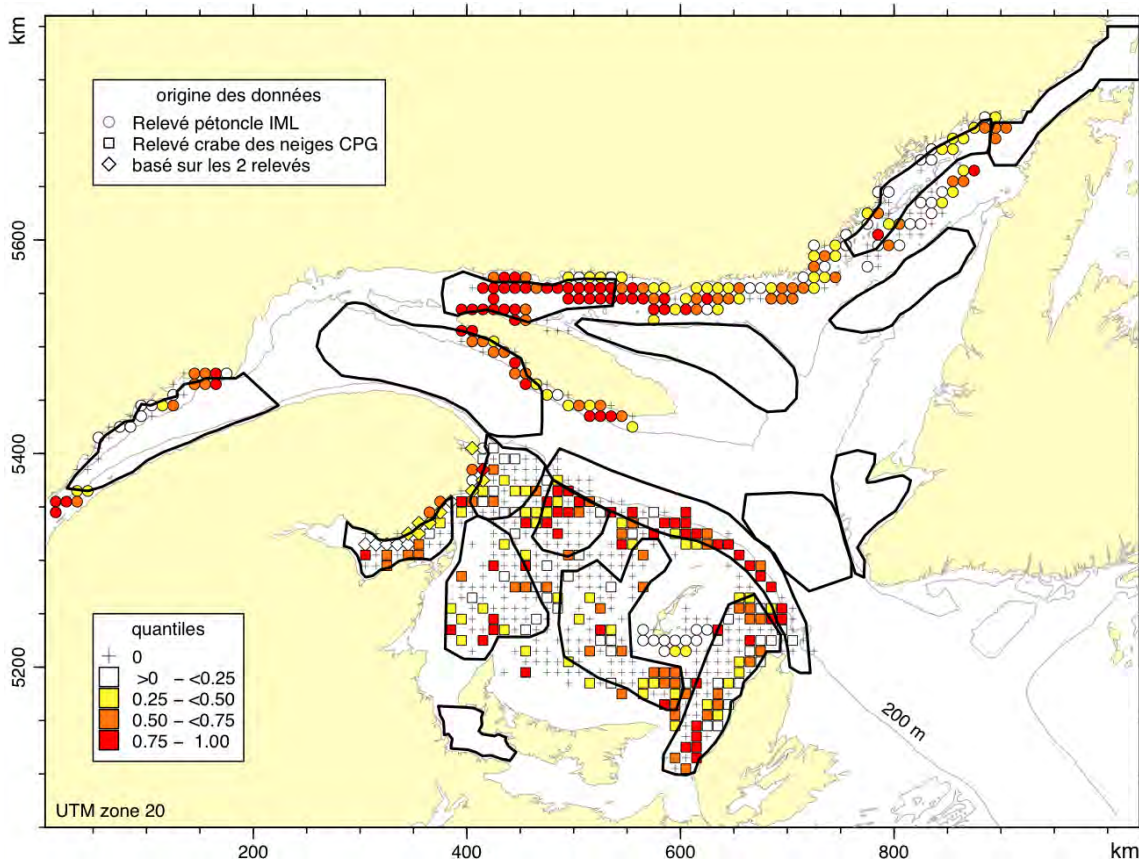 km
origine des données
Relevé pétoncle IML
Relevé crabe des neiges CPG
basé sur les 2 relevés
5600
5400
5200
quantiles
0
>0 – <0.25
0.25 – <0.50
0.50 – <0.75
0.75 – 1.00
200 m
UTM zone 20
200
400
600
800
km